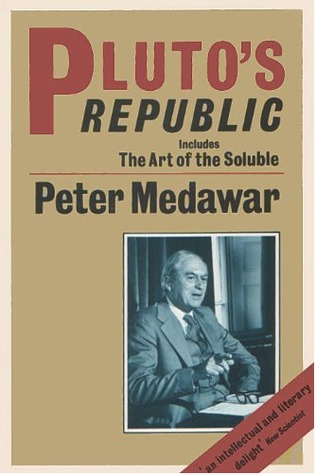 PLUTO'S
REPUBLIC
Includes
The Art of the Soluble
Peter Medawar
'an intellectual and literary
delight' New Scientist